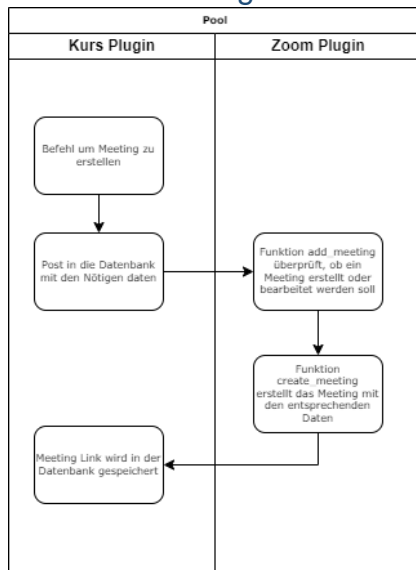 Pool
Kurs Plugin
Zoom Plugin
Befehl um Meeting zu
erstellen
Post in die Datenbank
mit den Nötigen daten
Funktion add_meeting
überprüft, ob ein
Meeting erstellt oder
bearbeitet werden soll
Funktion
create_meeting
erstellt das Meeting mit
den entsprechenden
Daten
Meeting Link wird in der
Datenbank gespeichert